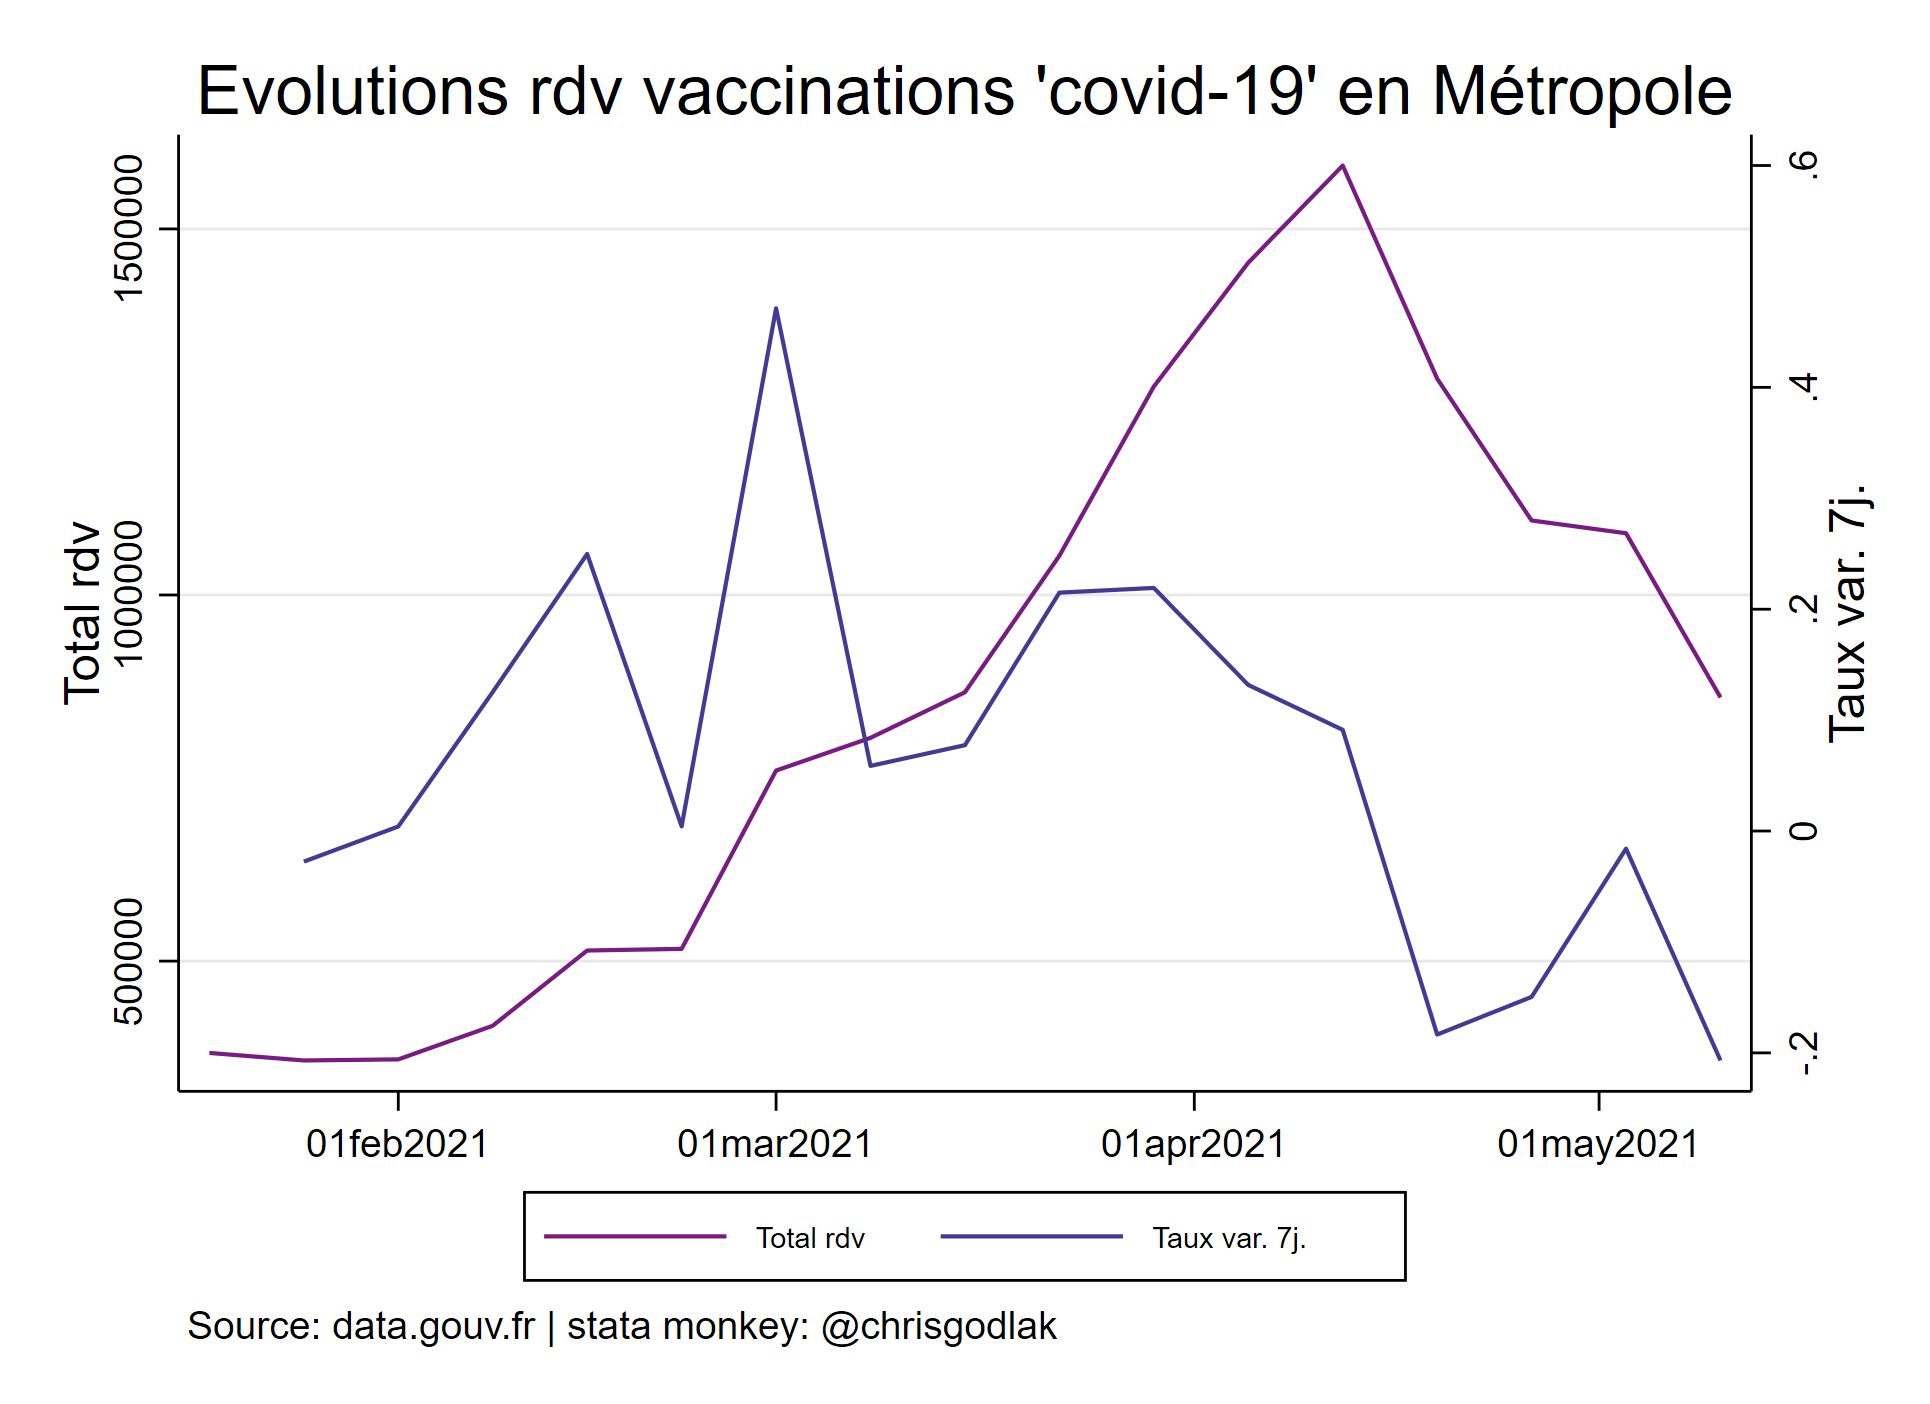 Evolutions rdv vaccinations 'covid-19' en Métropole
Total rdv
1500000
1000000
500000
.6
.4
.2
0
-.2
Taux var. 7j.
01feb2021
01mar2021
01apr2021
01may2021
Total rdv
Taux var. 7j.
Source: data.gouv.fr | stata monkey: @chrisgodlak